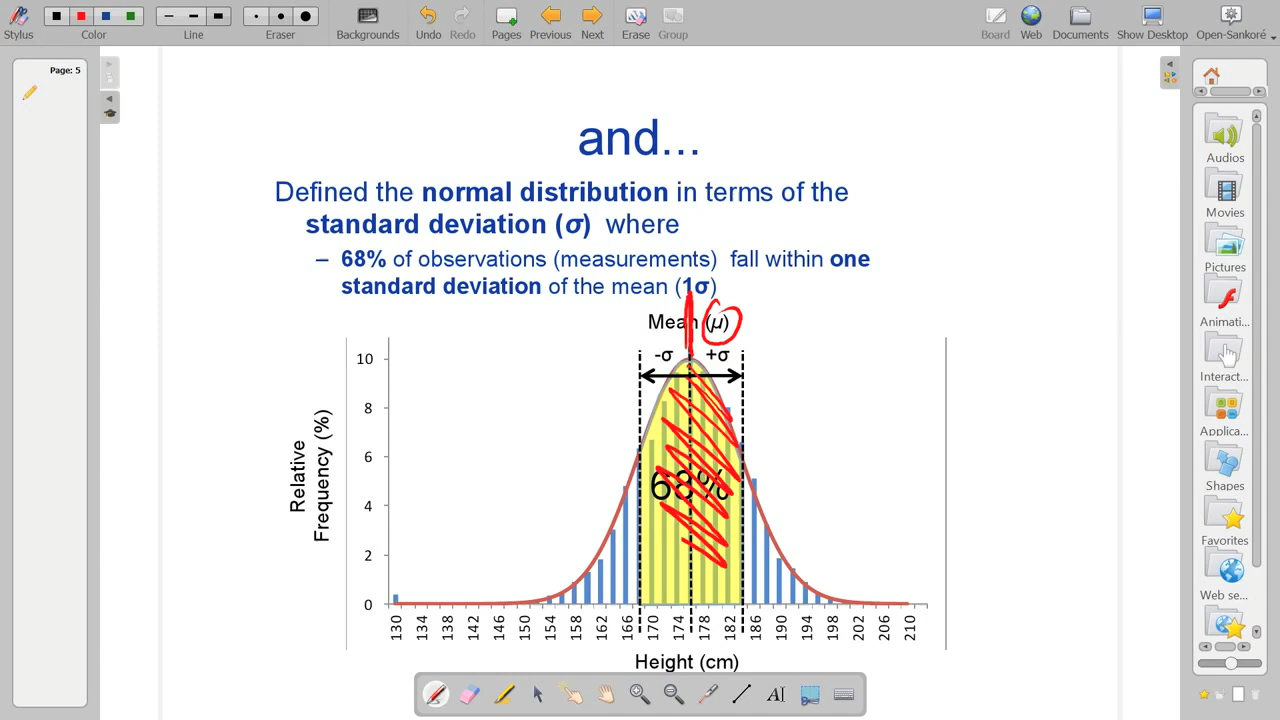 Stylus
Color
Line
Eraser
Backgrounds
Undo
Redo
Pages
Previous
Next
Erase
Group
Board
Web
Documents
Show Desktop
Open-Sankoré
Page: 5
and...
Defined the normal distribution in terms of the
standard deviation (σ) where
– 68% of observations (measurements) fall within one
standard deviation of the mean (1σ)
Mean (μ)
-σ +σ
68%
10
8
6
4
2
0
Relative
Frequency (%)
130 134 138 142 146 150 154 158 162 166 170 174 178 182 186 190 194 198 202 206 210
Height (cm)
Audios
Movies
Pictures
Animati...
Interact...
Applica...
Shapes
Favorites
Web se...
AI